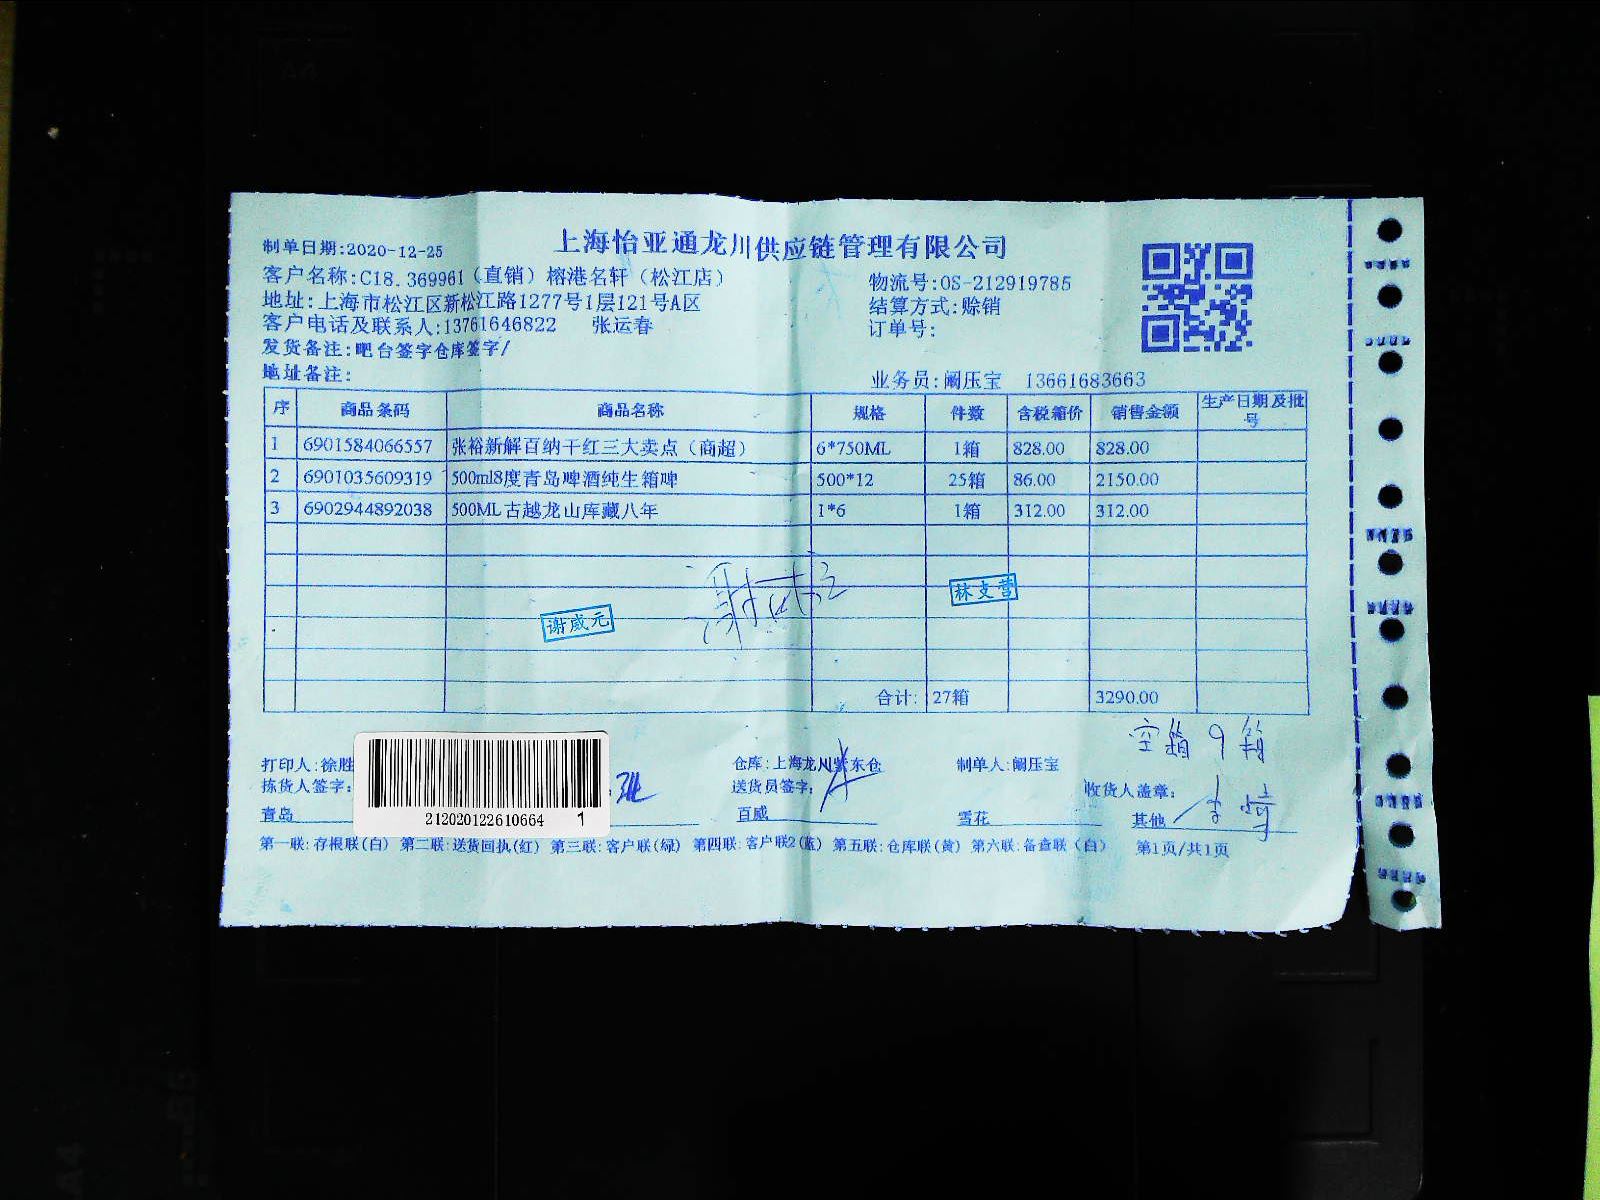 上海怡亚通龙川供应链管理有限公司
制单日期:2020-12-25
客户名称:C18.369961（直销）榕港名轩（松江店）
物流号:OS-212919785
地址:上海市松江区新松江路1277号1层121号A区
结算方式:赊销
客户电话及联系人:13761646822 张运春
订单号:
发货备注:吧台签字仓库签字/
地址备注:
业务员:阚压宝 13661683663
序 商品条码 商品名称 规格 件数 含税箱价 销售金额 生产日期及批号
1 6901584066557 张裕新解百纳干红三大卖点（商超） 6*750ML 1箱 828.00 828.00
2 6901035609319 500ml8度青岛啤酒纯生箱啤 500*12 25箱 86.00 2150.00
3 6902944892038 500ML古越龙山库藏八年 1*6 1箱 312.00 312.00
林支营
谢威元
合计: 27箱 3290.00
空箱9箱
打印人:徐胜
仓库:上海龙川紫东仓
制单人:阚压宝
拣货人签字:
送货员签字:
收货人盖章:
212020122610664 1
青岛 百威 雪花 其他
第一联:存根联(白) 第二联:送货回执(红) 第三联:客户联(绿) 第四联:客户联2(蓝) 第五联:仓库联(黄) 第六联:备查联（白） 第1页/共1页